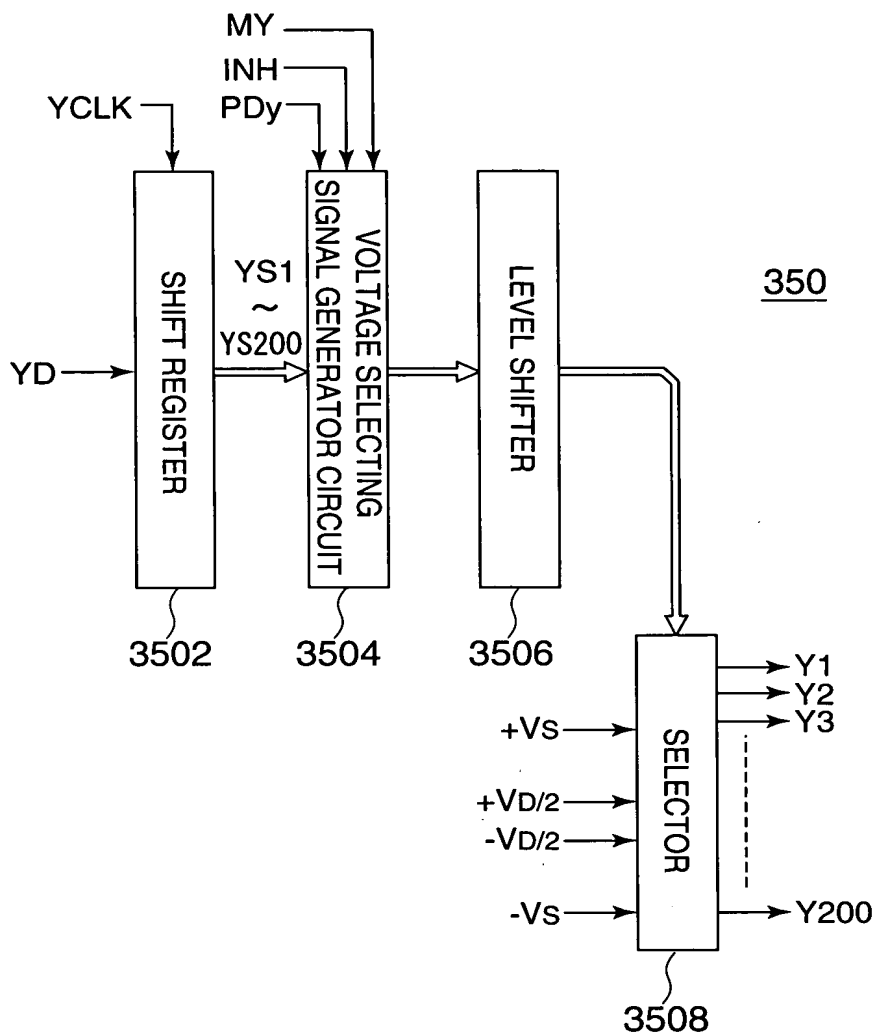 MY
INH
PDy
YCLK
YD
SHIFT REGISTER
YS1
~
YS200
VOLTAGE SELECTING
SIGNAL GENERATOR CIRCUIT
LEVEL SHIFTER
350
3502
3504
3506
+VS
+VD/2
-VD/2
-VS
SELECTOR
Y1
Y2
Y3
Y200
3508